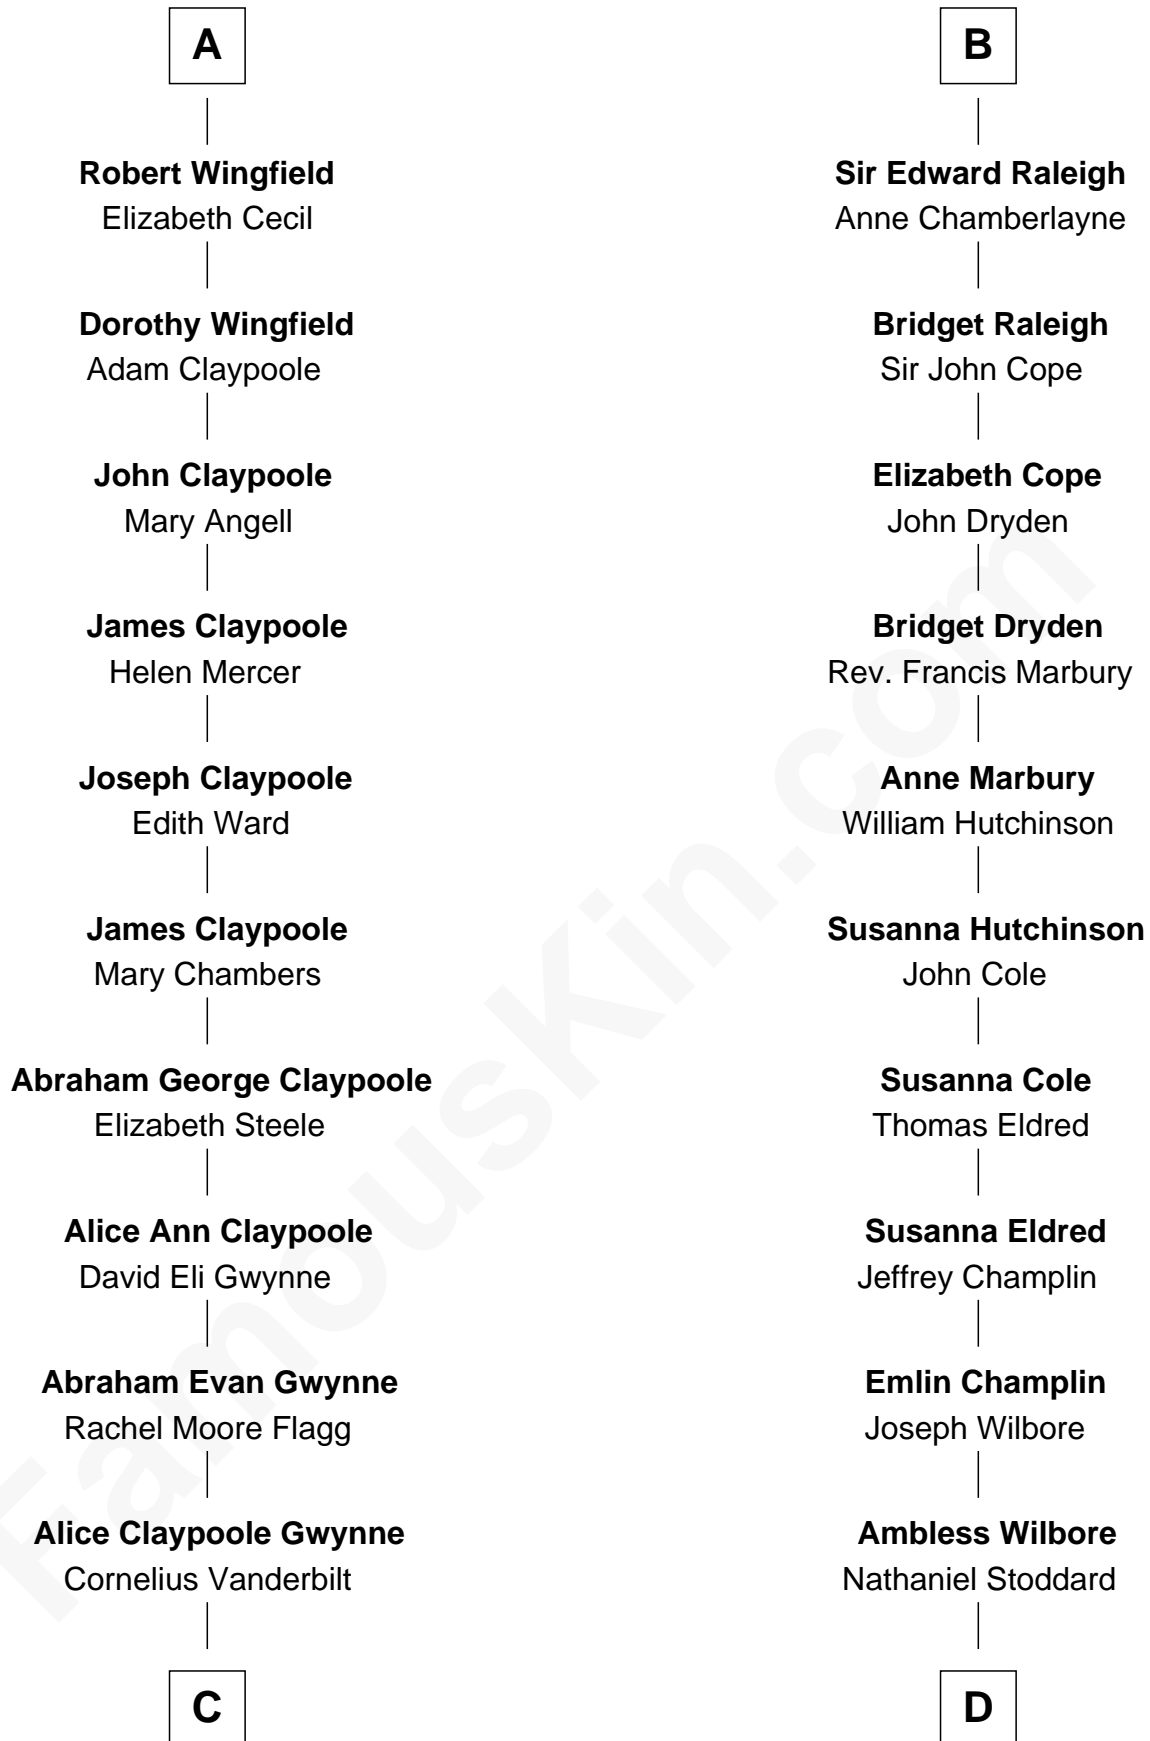 A
Robert Wingfield
Elizabeth Cecil
Dorothy Wingfield
Adam Claypoole
John Claypoole
Mary Angell
James Claypoole
Helen Mercer
Joseph Claypoole
Edith Ward
James Claypoole
Mary Chambers
Abraham George Claypoole
Elizabeth Steele
Alice Ann Claypoole
David Eli Gwynne
Abraham Evan Gwynne
Rachel Moore Flagg
Alice Claypoole Gwynne
Cornelius Vanderbilt
C
B
Sir Edward Raleigh
Anne Chamberlayne
Bridget Raleigh
Sir John Cope
Elizabeth Cope
John Dryden
Bridget Dryden
Rev. Francis Marbury
Anne Marbury
William Hutchinson
Susanna Hutchinson
John Cole
Susanna Cole
Thomas Eldred
Susanna Eldred
Jeffrey Champlin
Emlin Champlin
Joseph Wilbore
Ambless Wilbore
Nathaniel Stoddard
D
FamousKin.com